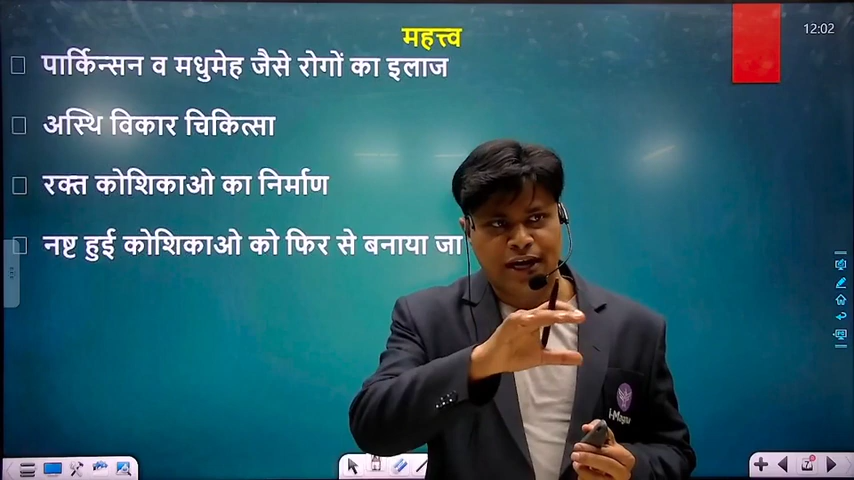 महत्त्व
12:02
पार्किन्सन व मधुमेह जैसे रोगों का इलाज
अस्थि विकार चिकित्सा
रक्त कोशिकाओ का निर्माण
नष्ट हुई कोशिकाओ को फिर से बनाया जा